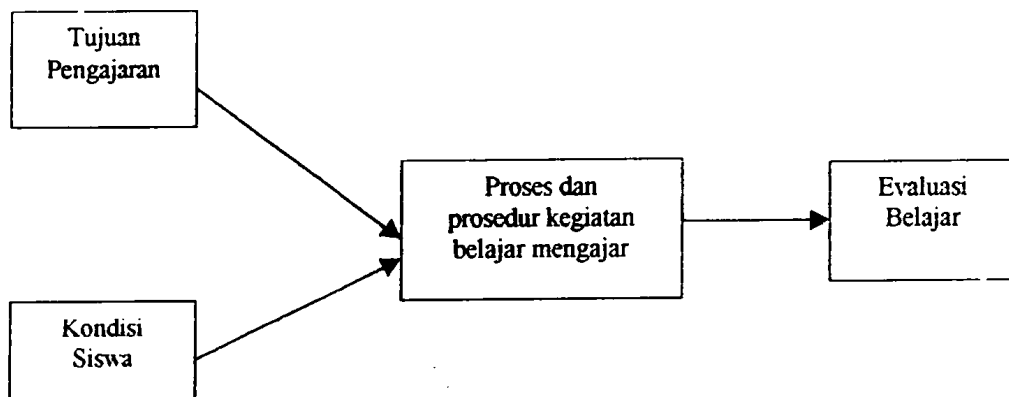 Tujuan
Pengajaran
Proses dan
prosedur kegiatan
belajar mengajar
Evaluasi
Belajar
Kondisi
Siswa